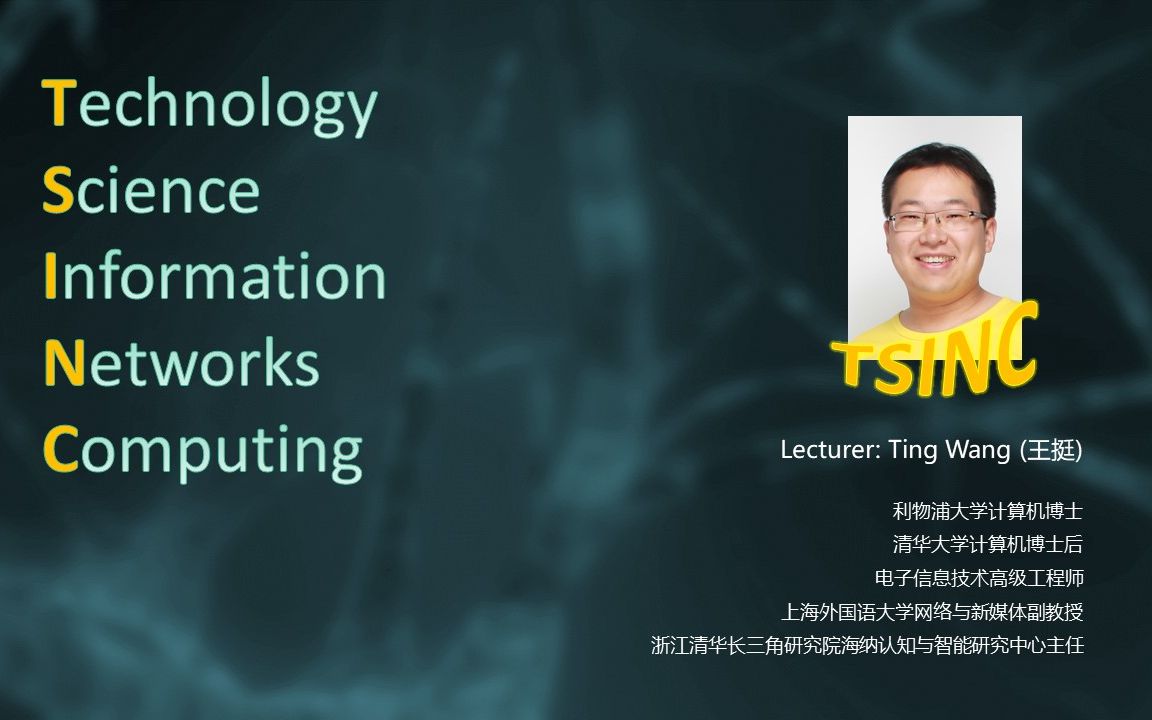 Technology
Science
Information
Networks
Computing
TSINC
Lecturer: Ting Wang (王挺)
利物浦大学计算机博士
清华大学计算机博士后
电子信息技术高级工程师
上海外国语大学网络与新媒体副教授
浙江清华长三角研究院海纳认知与智能研究中心主任